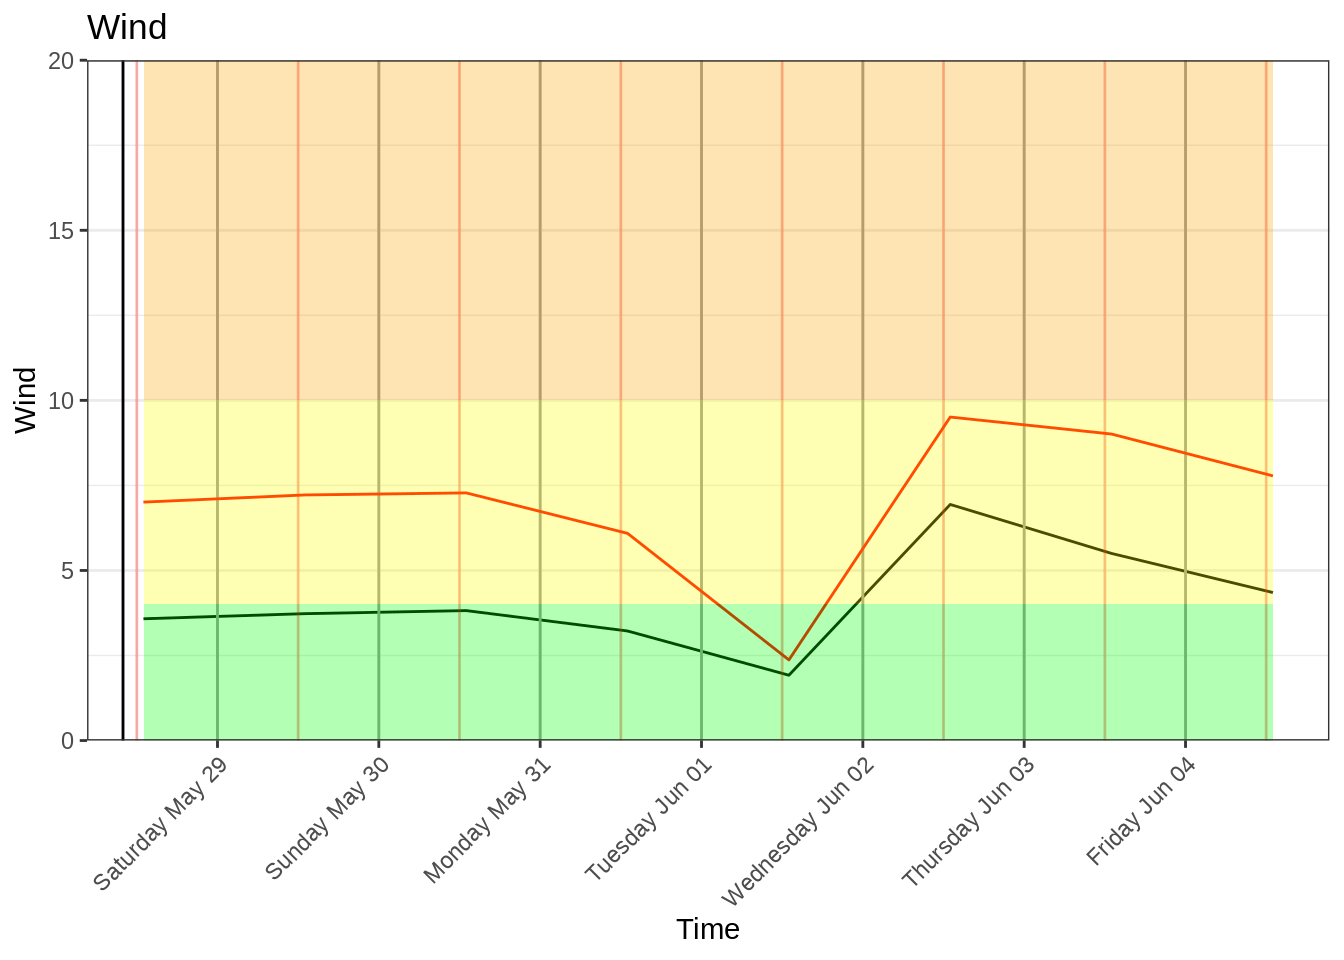 Wind
20
15
10
5
0
Wind
Saturday May 29
Sunday May 30
Monday May 31
Tuesday Jun 01
Wednesday Jun 02
Thursday Jun 03
Friday Jun 04
Time